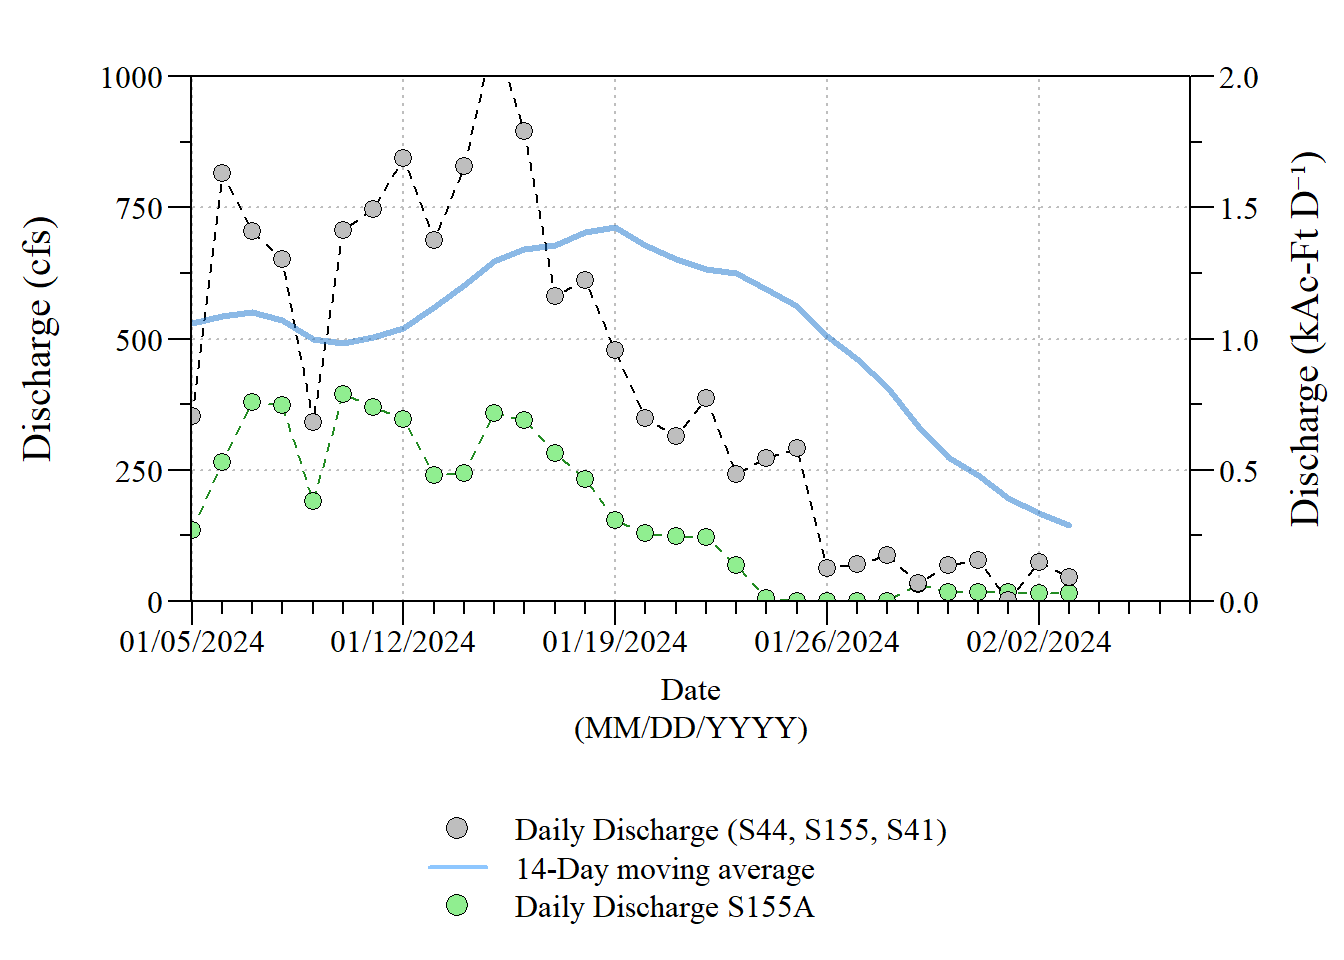 Discharge (cfs)
1000
750
500
250
0
2.0
1.5
1.0
0.5
0.0
Discharge (kAc-Ft D⁻¹)
01/05/2024
01/12/2024
01/19/2024
01/26/2024
02/02/2024
Date
(MM/DD/YYYY)
Daily Discharge (S44, S155, S41)
14-Day moving average
Daily Discharge S155A